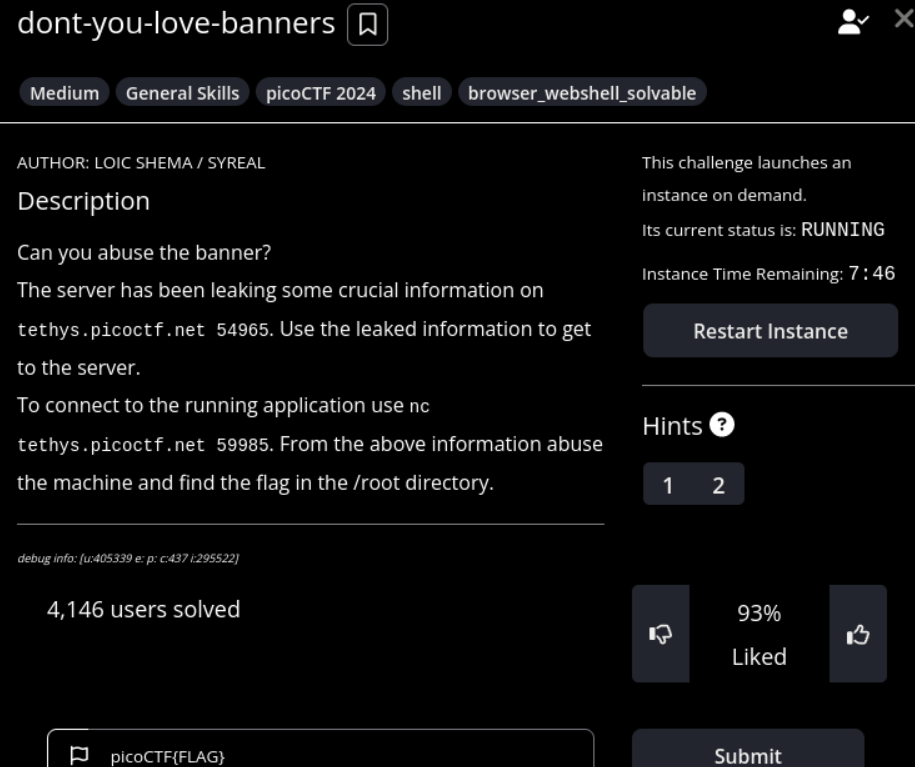 dont-you-love-banners
Medium General Skills picoCTF 2024 shell browser_webshell_solvable
AUTHOR: LOIC SHEMA / SYREAL
Description
Can you abuse the banner?
The server has been leaking some crucial information on
tethys.picoctf.net 54965. Use the leaked information to get
to the server.
To connect to the running application use nc
tethys.picoctf.net 59985. From the above information abuse
the machine and find the flag in the /root directory.
debug info: [u:405339 e: p: c:437 i:295522]
4,146 users solved
picoCTF{FLAG}
This challenge launches an
instance on demand.
Its current status is: RUNNING
Instance Time Remaining: 7:46
Restart Instance
Hints ?
1 2
93%
Liked
Submit